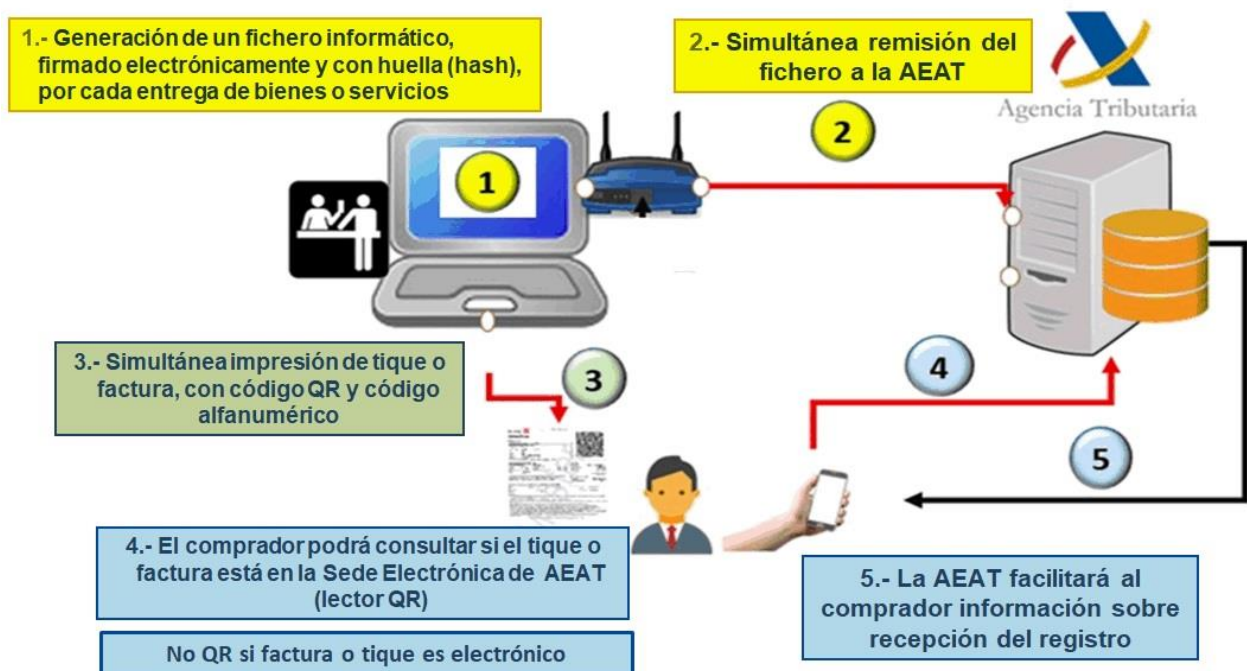 1.- Generación de un fichero informático,
firmado electrónicamente y con huella (hash),
por cada entrega de bienes o servicios
2.- Simultánea remisión del
fichero a la AEAT
Agencia Tributaria
1
2
3.- Simultánea impresión de tique o
factura, con código QR y código
alfanumérico
3
4
5
4.- El comprador podrá consultar si el tique o
factura está en la Sede Electrónica de AEAT
(lector QR)
No QR si factura o tique es electrónico
5.- La AEAT facilitará al
comprador información sobre
recepción del registro